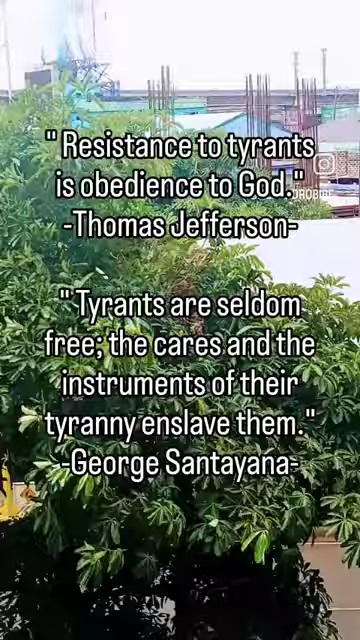 " Resistance to tyrants
is obedience to God."
-Thomas Jefferson-
" Tyrants are seldom
free; the cares and the
instruments of their
tyranny enslave them."
-George Santayana-